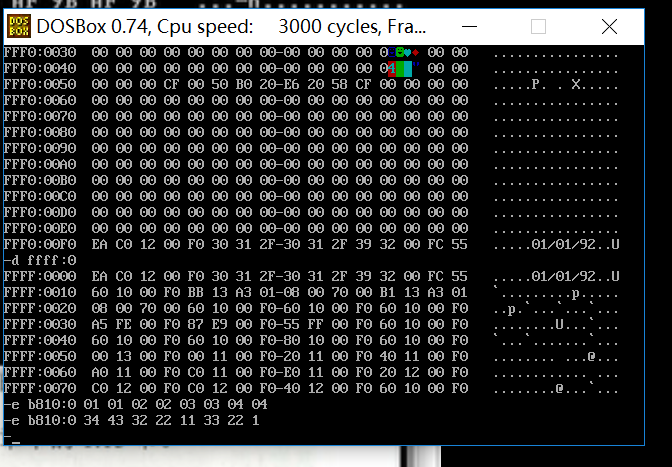 DOS BOX DOSBox 0.74, Cpu speed: 3000 cycles, Fra...
FFF0:0030 00 00 00 00 00 00 00 00-00 00 00 00 00 00 ................
FFF0:0040 00 00 00 00 00 00 00 00-00 00 00 04 00 00 ................
FFF0:0050 00 00 00 CF 00 50 B0 20-E6 20 58 CF 00 00 00 00 .....P. . X.....
FFF0:0060 00 00 00 00 00 00 00 00-00 00 00 00 00 00 00 00 ................
FFF0:0070 00 00 00 00 00 00 00 00-00 00 00 00 00 00 00 00 ................
FFF0:0080 00 00 00 00 00 00 00 00-00 00 00 00 00 00 00 00 ................
FFF0:0090 00 00 00 00 00 00 00 00-00 00 00 00 00 00 00 00 ................
FFF0:00A0 00 00 00 00 00 00 00 00-00 00 00 00 00 00 00 00 ................
FFF0:00B0 00 00 00 00 00 00 00 00-00 00 00 00 00 00 00 00 ................
FFF0:00C0 00 00 00 00 00 00 00 00-00 00 00 00 00 00 00 00 ................
FFF0:00D0 00 00 00 00 00 00 00 00-00 00 00 00 00 00 00 00 ................
FFF0:00E0 00 00 00 00 00 00 00 00-00 00 00 00 00 00 00 00 ................
FFF0:00F0 EA C0 12 00 F0 30 31 2F-30 31 2F 39 32 00 FC 55 .....01/01/92..U
-d ffff:0
FFFF:0000 EA C0 12 00 F0 30 31 2F-30 31 2F 39 32 00 FC 55 .....01/01/92..U
FFFF:0010 60 10 00 F0 BB 13 A3 01-08 00 70 00 B1 13 A3 01 `.........p.....
FFFF:0020 08 00 70 00 60 10 00 F0-60 10 00 F0 60 10 00 F0 ..p.`...`...`...
FFFF:0030 A5 FE 00 F0 87 E9 00 F0-55 FF 00 F0 60 10 00 F0 ........U...`...
FFFF:0040 60 10 00 F0 60 10 00 F0-80 10 00 F0 60 10 00 F0 `...`.......`...
FFFF:0050 00 13 00 F0 00 11 00 F0-20 11 00 F0 40 11 00 F0 ........ ...@...
FFFF:0060 A0 11 00 F0 C0 11 00 F0-E0 11 00 F0 20 12 00 F0 ............ ...
FFFF:0070 C0 12 00 F0 C0 12 00 F0-40 12 00 F0 60 10 00 F0 ........@...`...
-e b810:0 01 01 02 02 03 03 04 04
-e b810:0 34 43 32 22 11 33 22 1
-_